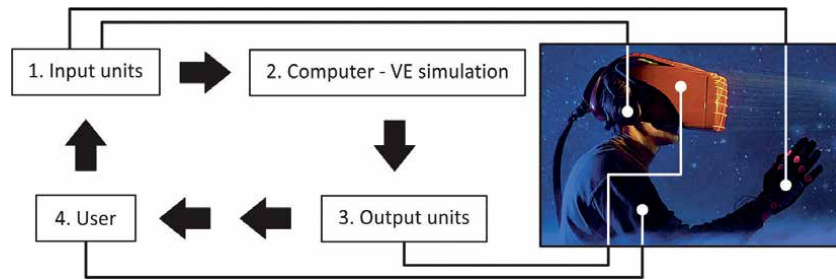 1. Input units
2. Computer - VE simulation
3. Output units
4. User